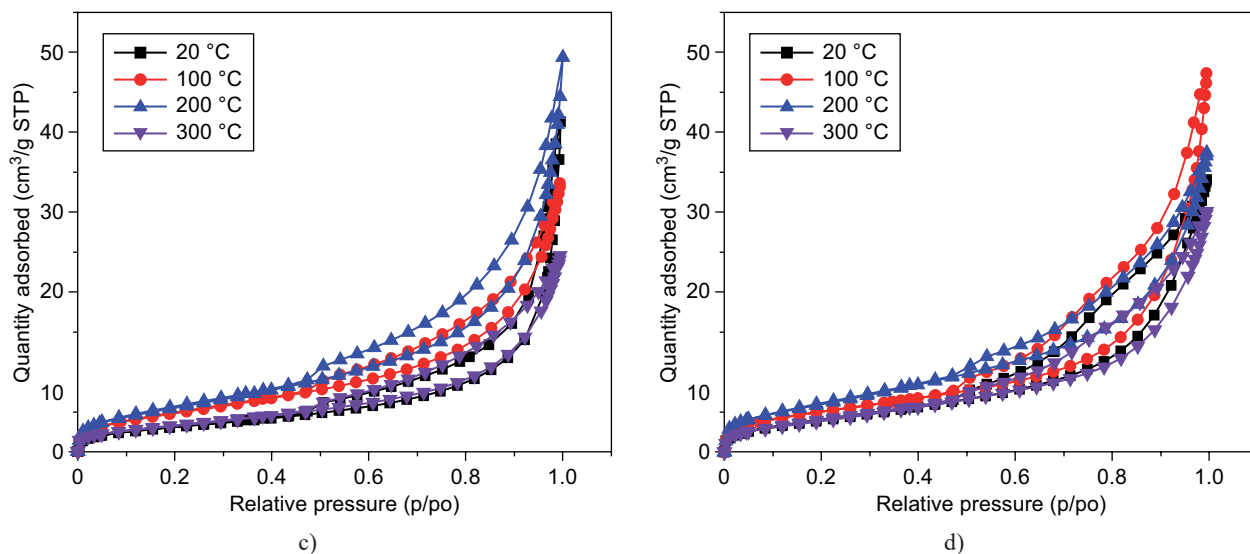 50
40
30
20
10
0
Quantity adsorbed (cm³/g STP)
20 °C
100 °C
200 °C
300 °C
0 0.2 0.4 0.6 0.8 1.0
Relative pressure (p/po)
c)
50
40
30
20
10
0
Quantity adsorbed (cm³/g STP)
20 °C
100 °C
200 °C
300 °C
0 0.2 0.4 0.6 0.8 1.0
Relative pressure (p/po)
d)